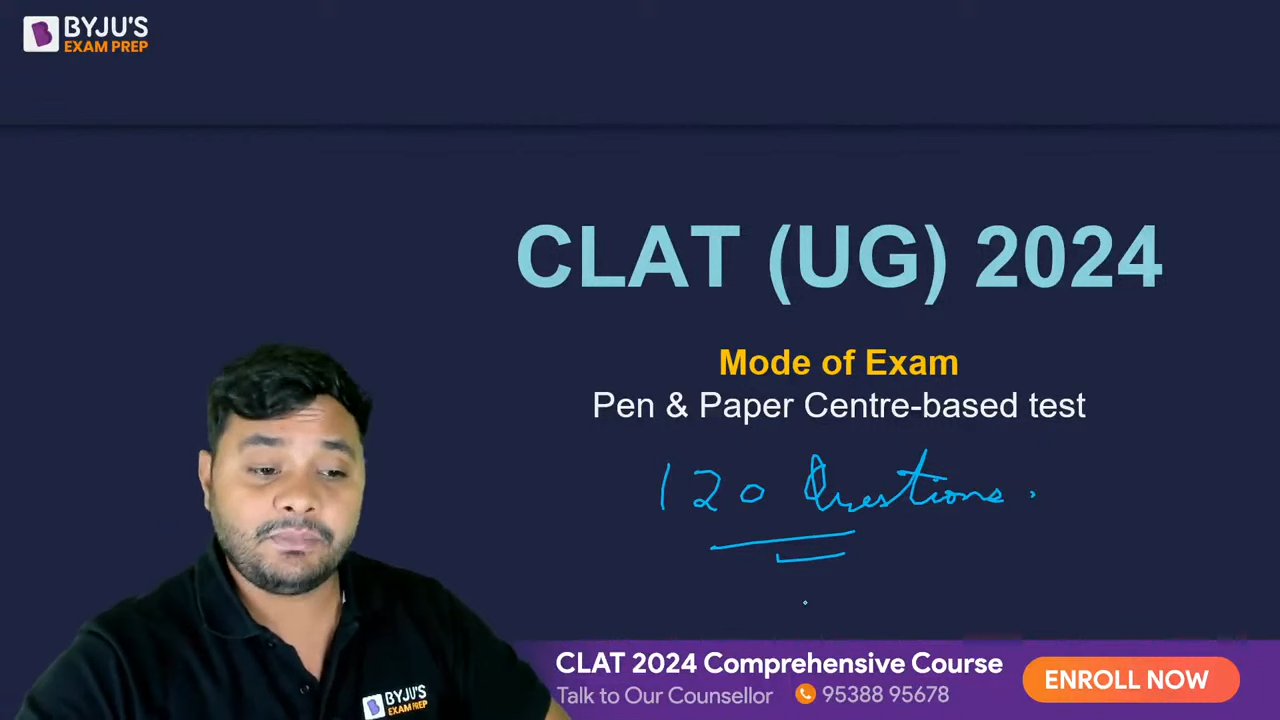 BYJU'S
EXAM PREP
CLAT (UG) 2024
Mode of Exam
Pen & Paper Centre-based test
120 Questions.
CLAT 2024 Comprehensive Course
Talk to Our Counsellor 95388 95678
ENROLL NOW
BYJU'S
EXAM PREP